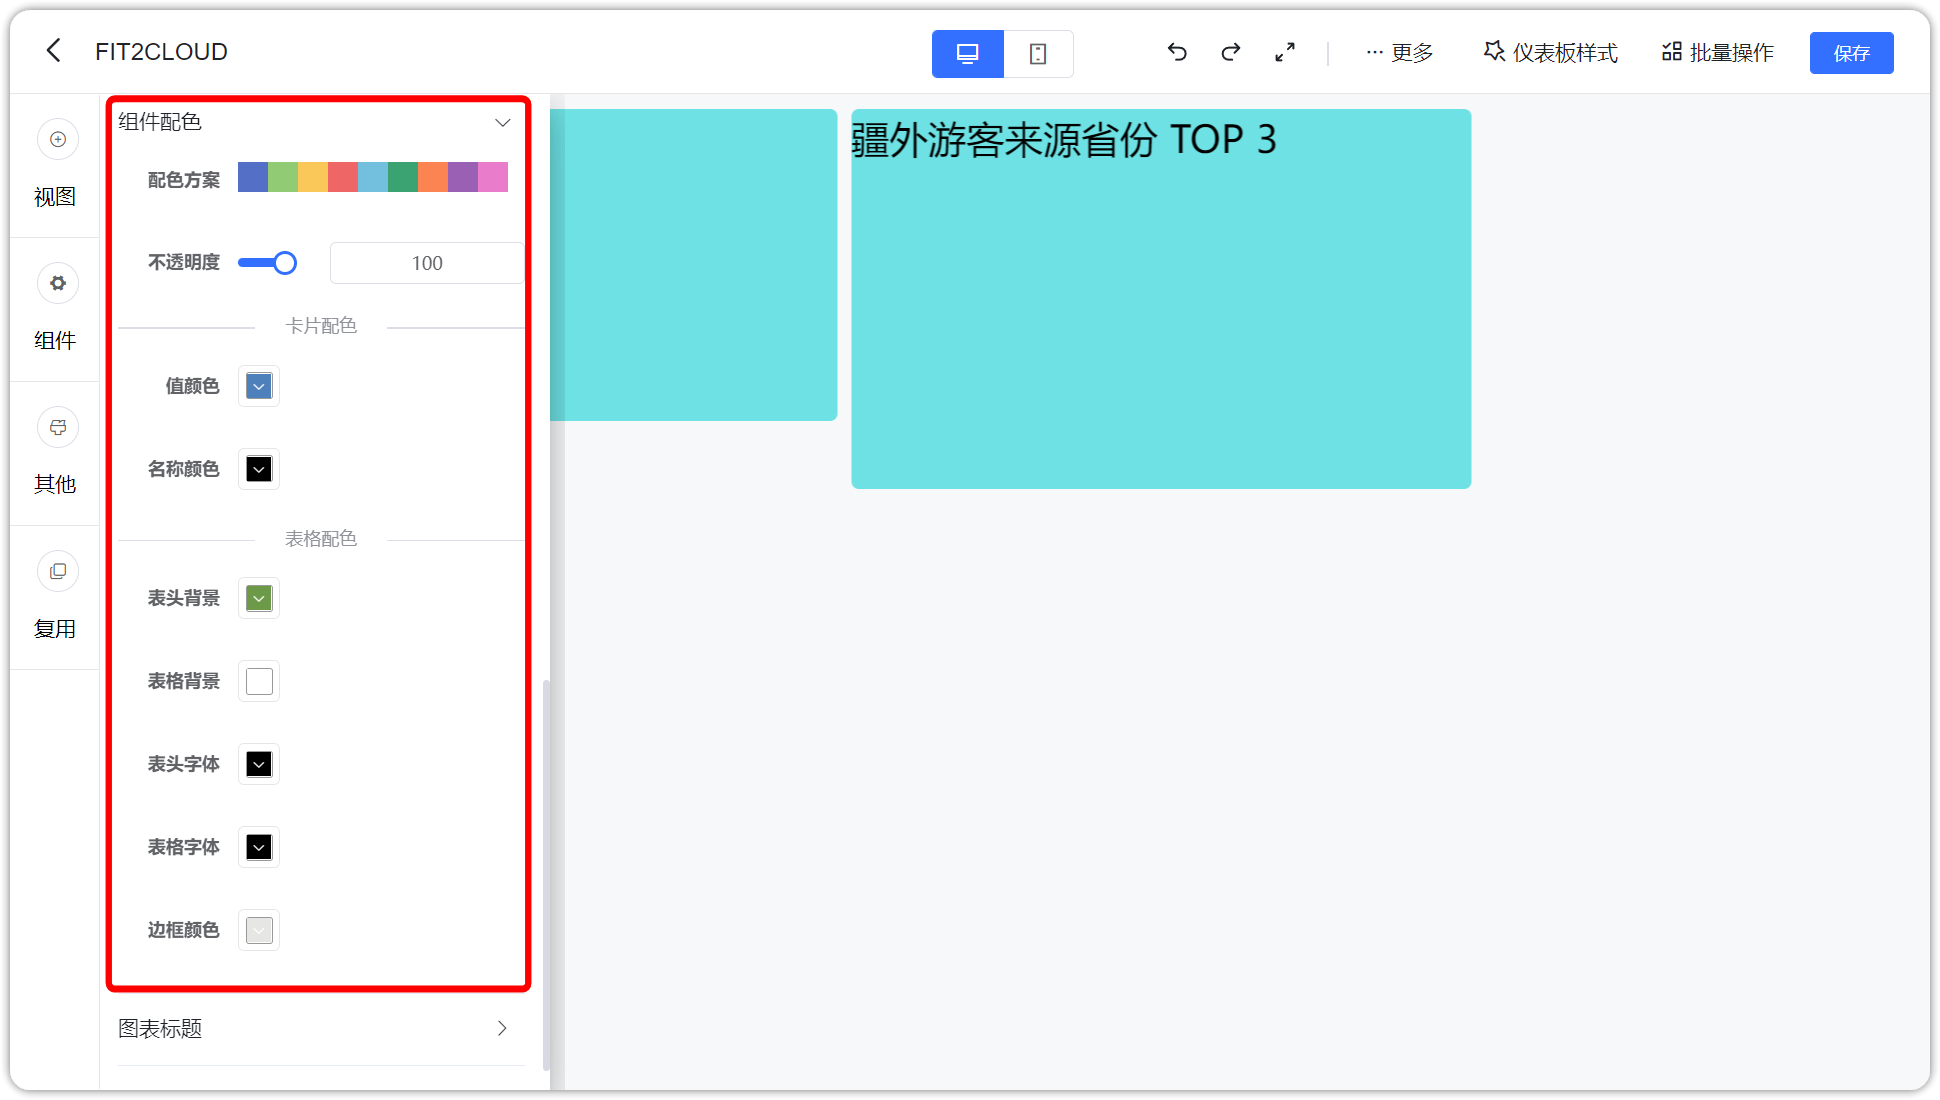 FIT2CLOUD
更多
仪表板样式
批量操作
保存
视图
组件
其他
复用
组件配色
配色方案
不透明度
100
卡片配色
值颜色
名称颜色
表格配色
表头背景
表格背景
表头字体
表格字体
边框颜色
图表标题
疆外游客来源省份 TOP 3